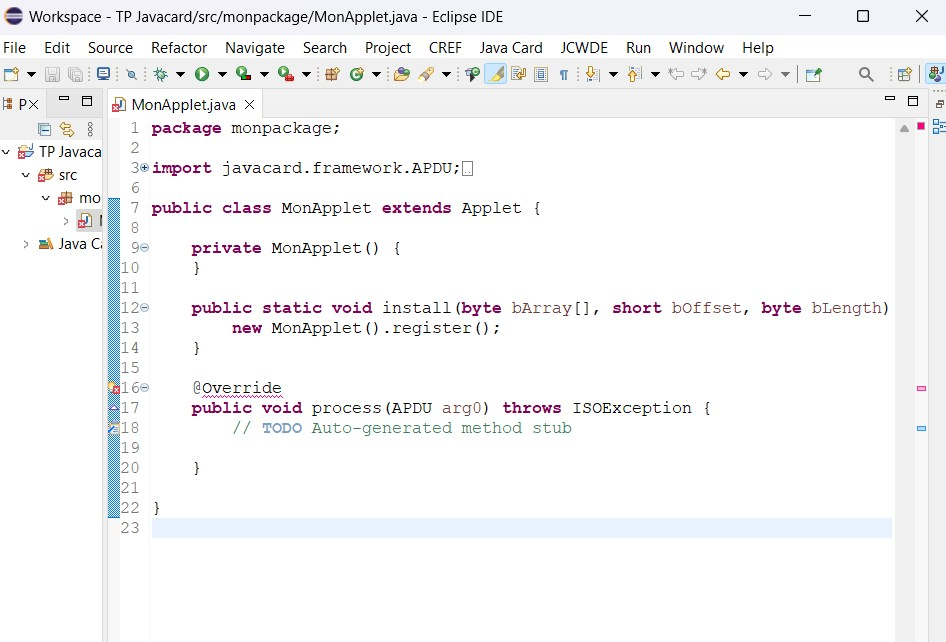 Workspace - TP Javacard/src/monpackage/MonApplet.java - Eclipse IDE
File Edit Source Refactor Navigate Search Project CREF Java Card JCWDE Run Window Help
P
MonApplet.java
TP Javaca
src
mo
Java Ca
1 package monpackage;
2
3 import javacard.framework.APDU;
6
7 public class MonApplet extends Applet {
8
9 private MonApplet() {
10 }
11
12 public static void install(byte bArray[], short bOffset, byte bLength)
13 new MonApplet().register();
14 }
15
16 @Override
17 public void process(APDU arg0) throws ISOException {
18 // TODO Auto-generated method stub
19
20 }
21
22 }
23